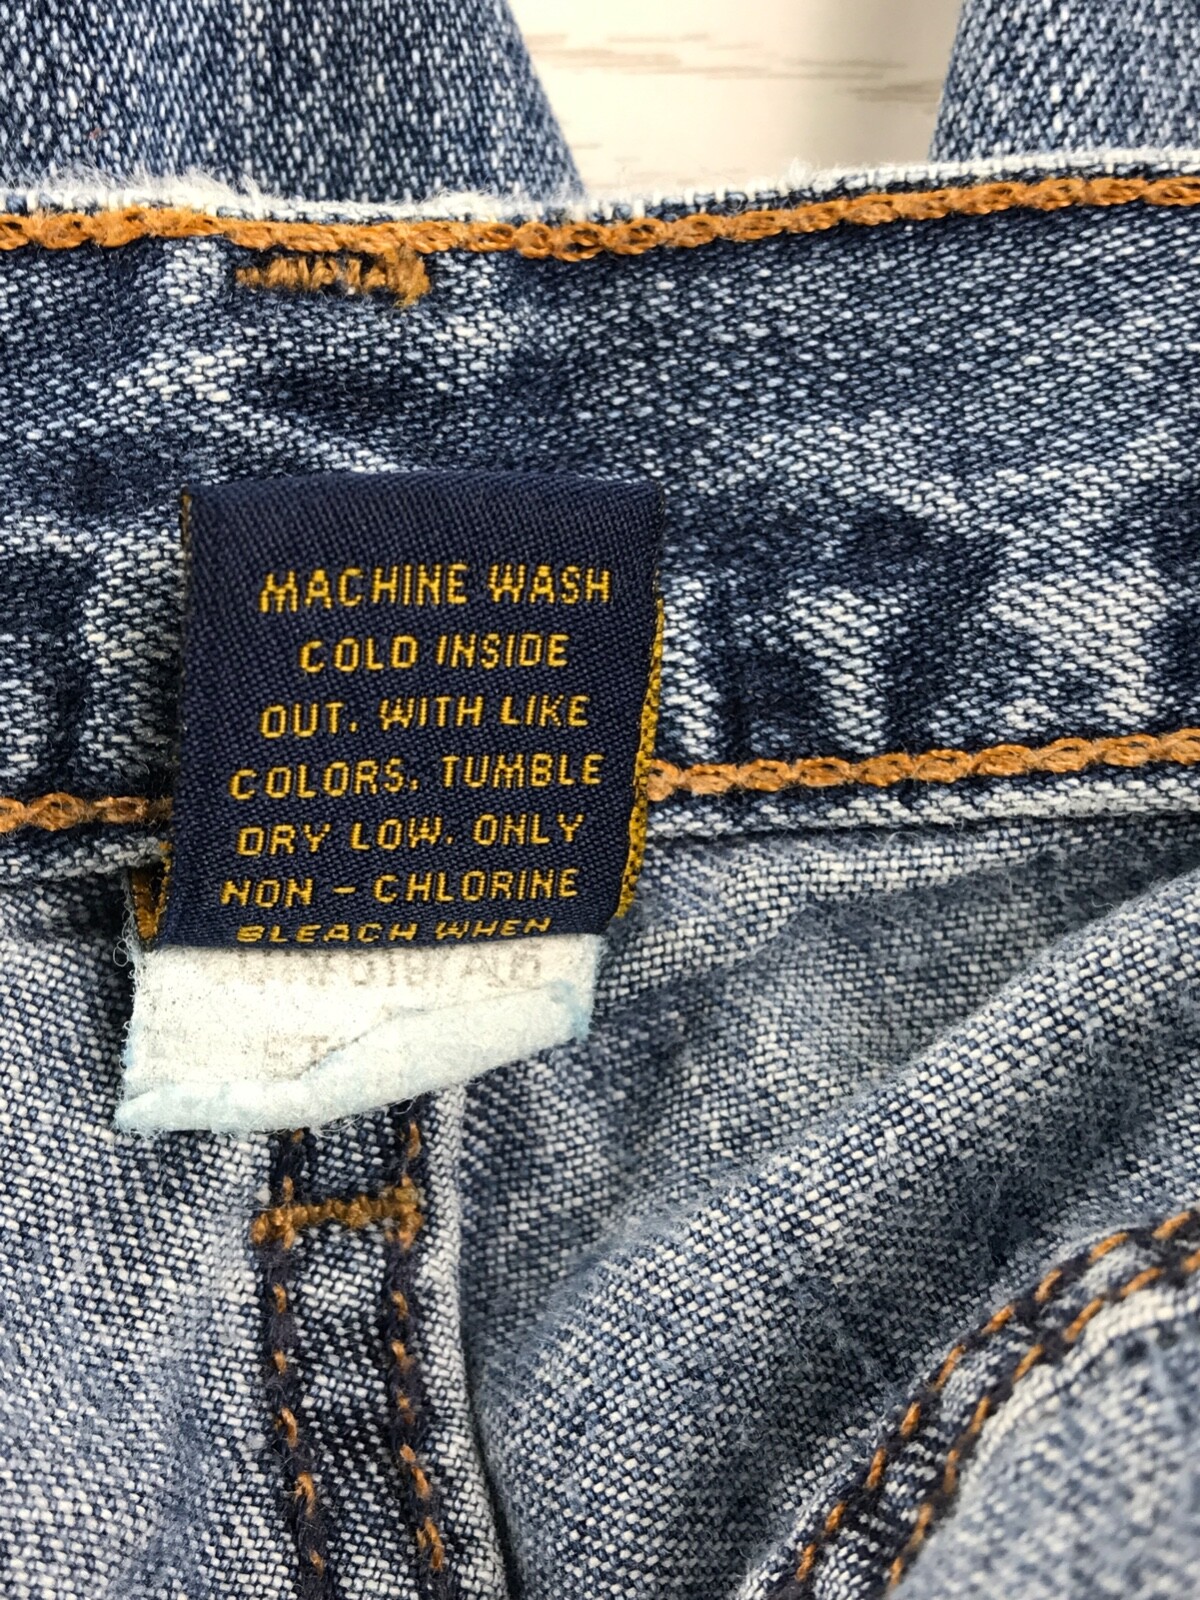 MACHINE WASH
COLD INSIDE
OUT. WITH LIKE
COLORS. TUMBLE
DRY LOW. ONLY
NON - CHLORINE
BLEACH WHEN